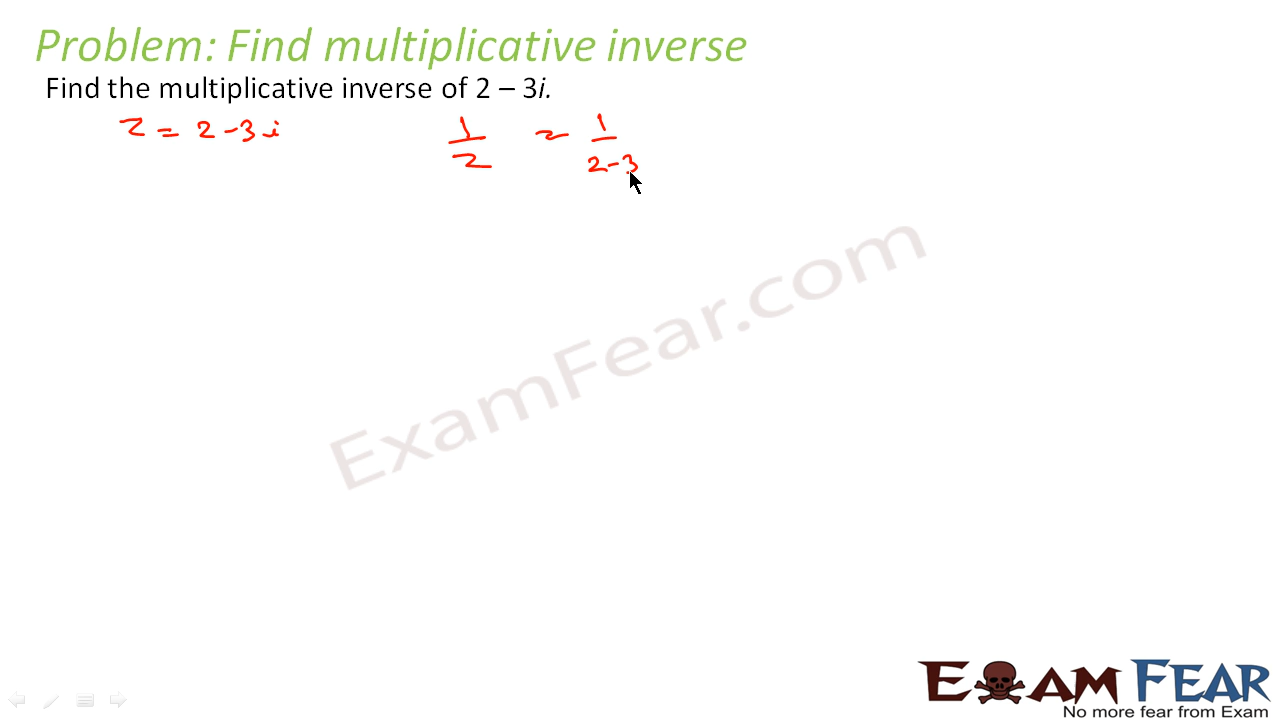 Problem: Find multiplicative inverse
Find the multiplicative inverse of 2 – 3i.
z = 2-3i 1/z = 1/2-3
ExamFear.com
EXAM FEAR
No more fear from Exam